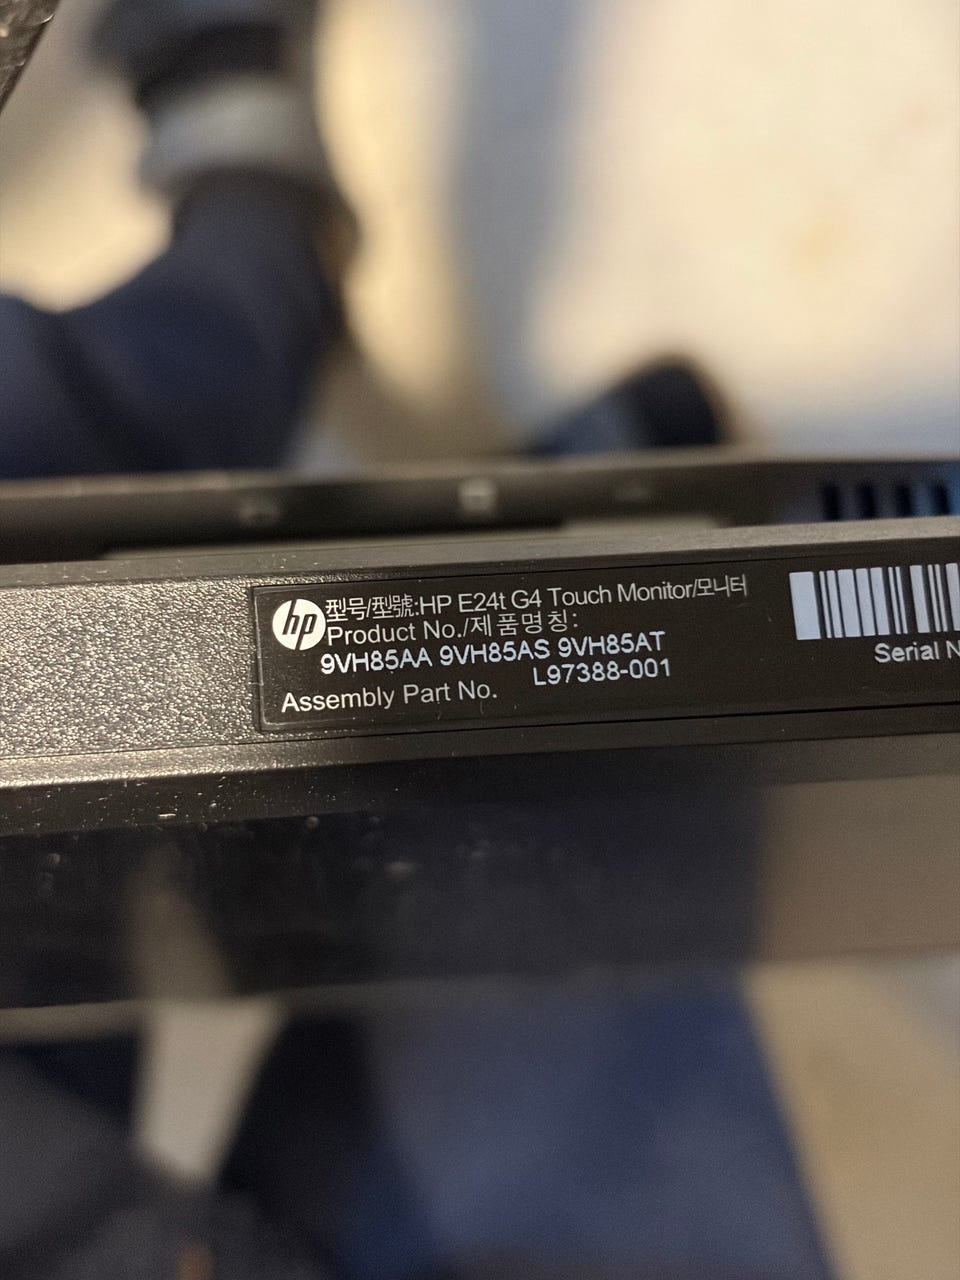 hp
型号/型號:HP E24t G4 Touch Monitor/모니터
Product No./제품명칭:
9VH85AA 9VH85AS 9VH85AT
Assembly Part No. L97388-001
Serial N